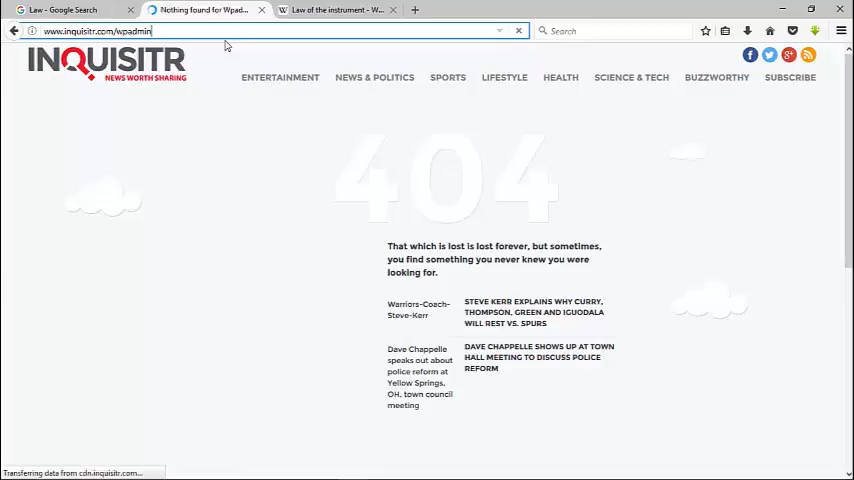 Law - Google Search
Nothing found for Wpad...
Law of the instrument - W...
www.inquisitr.com/wpadmin
Search
INQUISITR
NEWS WORTH SHARING
ENTERTAINMENT NEWS & POLITICS SPORTS LIFESTYLE HEALTH SCIENCE & TECH BUZZWORTHY SUBSCRIBE
404
That which is lost is lost forever, but sometimes,
you find something you never knew you were
looking for.
Warriors-Coach-
Steve-Kerr
STEVE KERR EXPLAINS WHY CURRY,
THOMPSON, GREEN AND IGUODALA
WILL REST VS. SPURS
Dave Chappelle
speaks out about
police reform at
Yellow Springs,
OH, town council
meeting
DAVE CHAPPELLE SHOWS UP AT TOWN
HALL MEETING TO DISCUSS POLICE
REFORM
Transferring data from cdn.inquisitr.com...